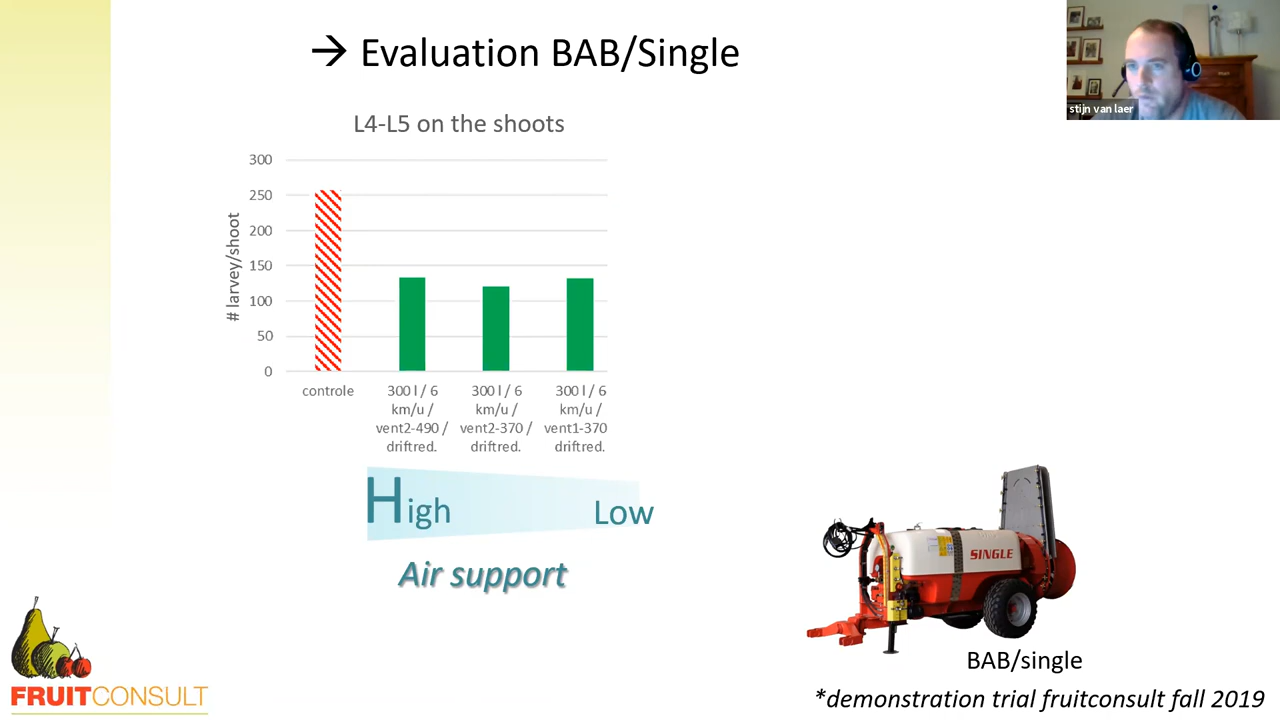 → Evaluation BAB/Single
stijn van laer
L4-L5 on the shoots
# larvey/shoot
300
250
200
150
100
50
0
controle
300 l / 6
km/u /
vent2-490 /
driftred.
300 l / 6
km/u /
vent2-370 /
driftred.
300 l / 6
km/u /
vent1-370
driftred.
High
Low
Air support
SINGLE
BAB/single
*demonstration trial fruitconsult fall 2019
FRUITCONSULT